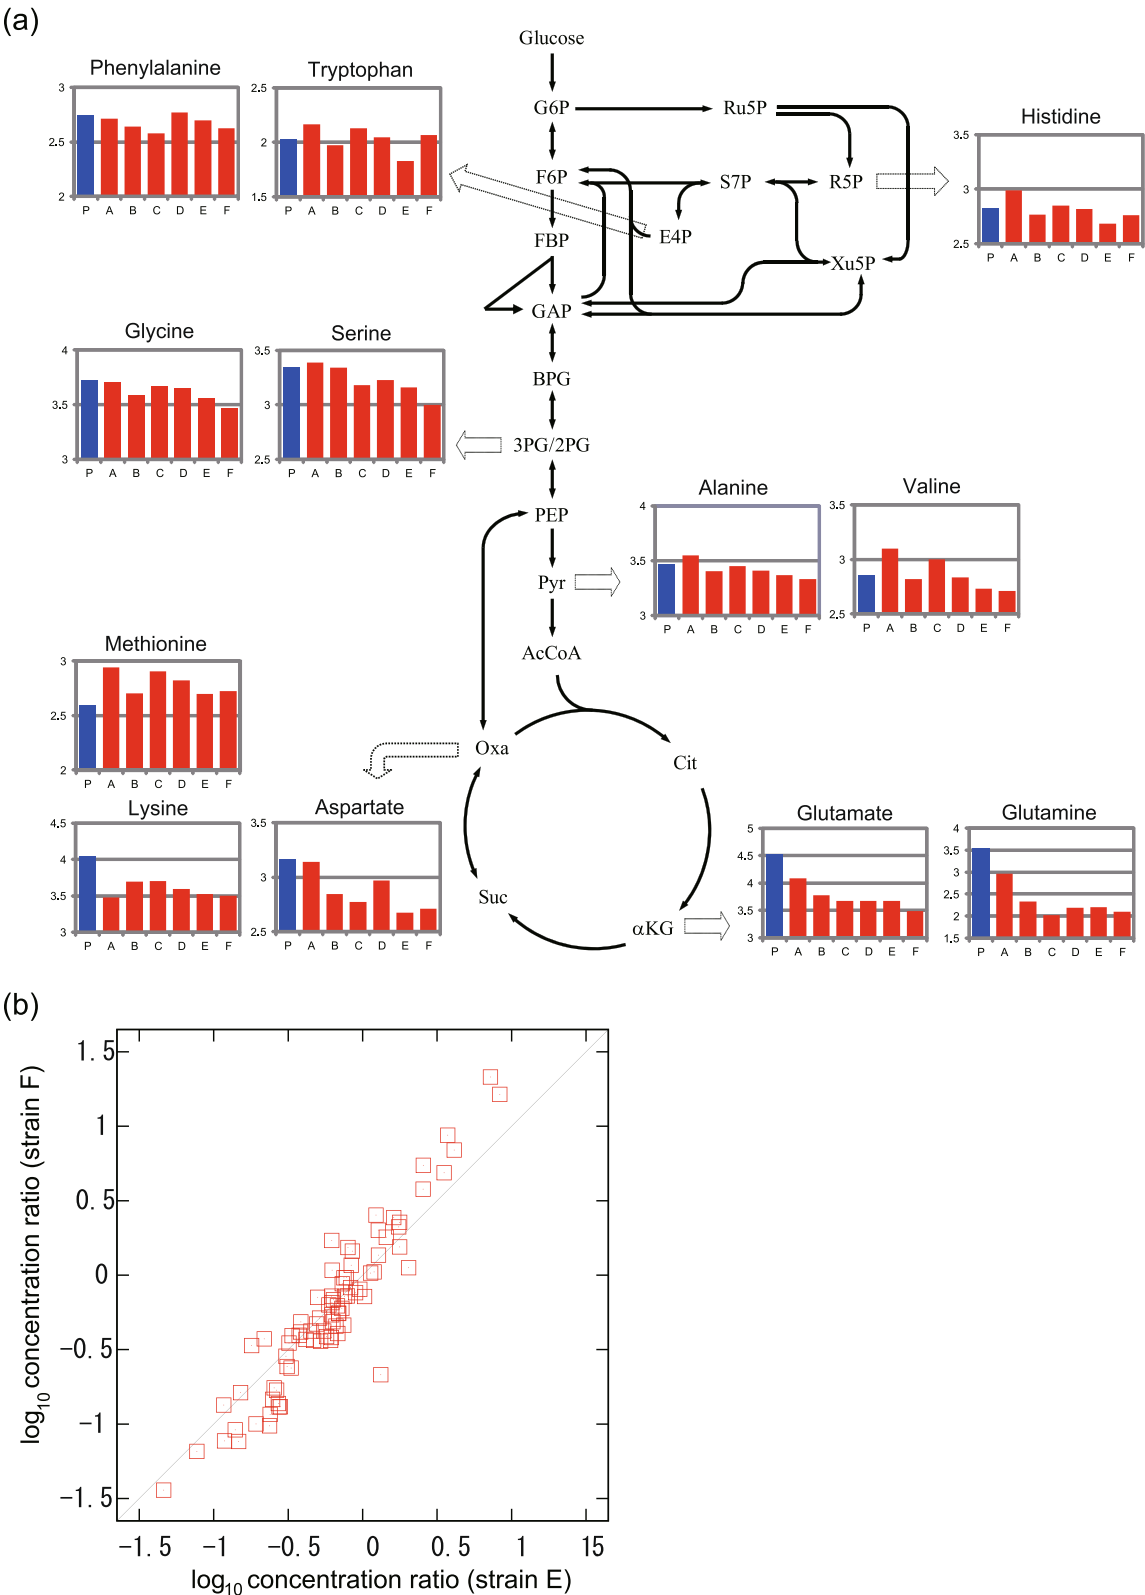 (a)
Glucose
Phenylalanine
3
2.5
2
P A B C D E F
Tryptophan
2.5
2
1.5
P A B C D E F
G6P
Ru5P
Histidine
3.5
3
2.5
P A B C D E F
F6P
S7P
R5P
FBP
E4P
Xu5P
GAP
Glycine
4
3.5
3
P A B C D E F
Serine
3.5
3
2.5
P A B C D E F
BPG
3PG/2PG
PEP
Alanine
4
3.5
3
P A B C D E F
Valine
3.5
3
2.5
P A B C D E F
Pyr
AcCoA
Methionine
3
2.5
2
P A B C D E F
Oxa
Cit
Lysine
4.5
4
3.5
3
P A B C D E F
Aspartate
3.5
3
2.5
P A B C D E F
Suc
αKG
Glutamate
5
4.5
4
3.5
3
P A B C D E F
Glutamine
4
3.5
3
2.5
2
1.5
P A B C D E F
(b)
log10 concentration ratio (strain F)
1.5
1
0.5
0
−0.5
−1
−1.5
−1.5 −1 −0.5 0 0.5 1 15
log10 concentration ratio (strain E)